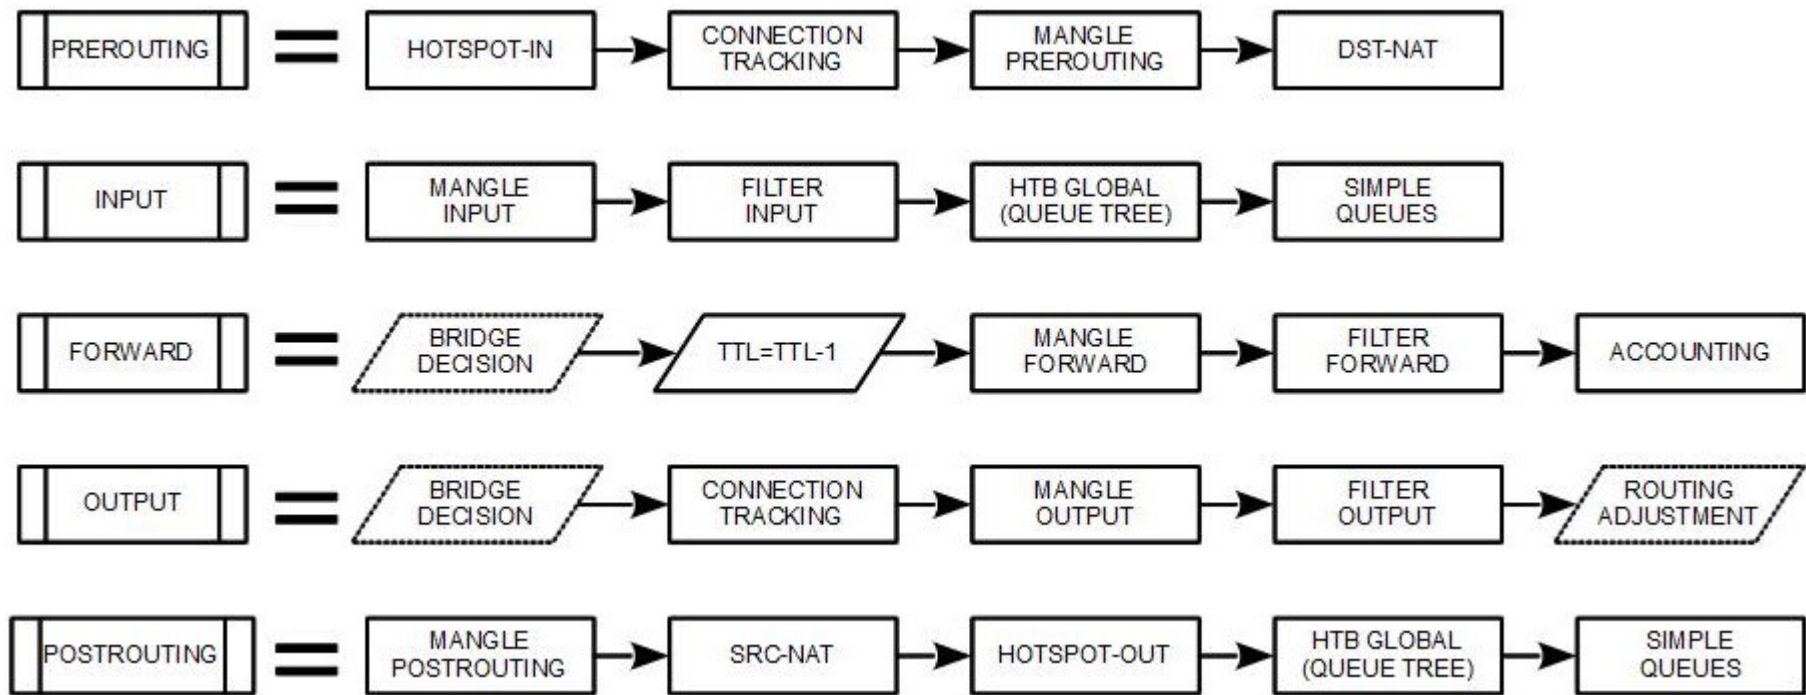 PREROUTING
=
HOTSPOT-IN
CONNECTION
TRACKING
MANGLE
PREROUTING
DST-NAT
INPUT
=
MANGLE
INPUT
FILTER
INPUT
HTB GLOBAL
(QUEUE TREE)
SIMPLE
QUEUES
FORWARD
=
BRIDGE
DECISION
TTL=TTL-1
MANGLE
FORWARD
FILTER
FORWARD
ACCOUNTING
OUTPUT
=
BRIDGE
DECISION
CONNECTION
TRACKING
MANGLE
OUTPUT
FILTER
OUTPUT
ROUTING
ADJUSTMENT
POSTROUTING
=
MANGLE
POSTROUTING
SRC-NAT
HOTSPOT-OUT
HTB GLOBAL
(QUEUE TREE)
SIMPLE
QUEUES